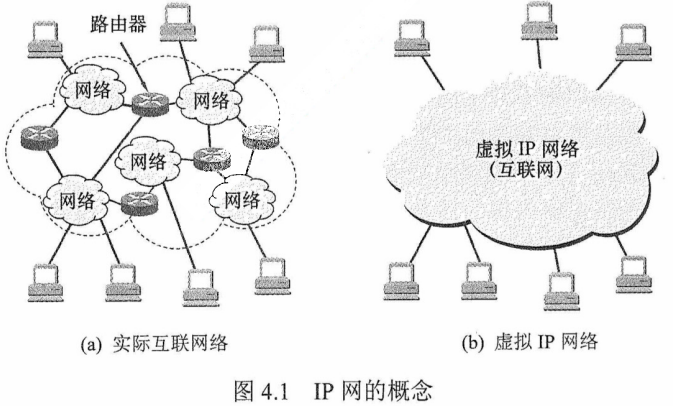 路由器
网络
网络
网络
网络
网络
虚拟 IP 网络
(互联网)
(a) 实际互联网络
(b) 虚拟 IP 网络
图 4.1 IP 网的概念